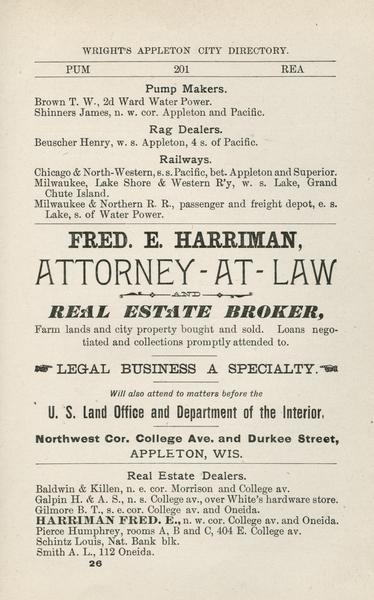 WRIGHT'S APPLETON CITY DIRECTORY.
PUM 201 REA
Pump Makers.
Brown T. W., 2d Ward Water Power.
Shinners James, n. w. cor. Appleton and Pacific.
Rag Dealers.
Beuscher Henry, w. s. Appleton, 4 s. of Pacific.
Railways.
Chicago & North-Western, s. s. Pacific, bet. Appleton and Superior.
Milwaukee, Lake Shore & Western R'y, w. s. Lake, Grand
Chute Island.
Milwaukee & Northern R. R., passenger and freight depot, e. s.
Lake, s. of Water Power.
FRED. E. HARRIMAN,
ATTORNEY-AT-LAW
AND
REAL ESTATE BROKER,
Farm lands and city property bought and sold. Loans nego-
tiated and collections promptly attended to.
LEGAL BUSINESS A SPECIALTY.
Will also attend to matters before the
U. S. Land Office and Department of the Interior,
Northwest Cor. College Ave. and Durkee Street,
APPLETON, WIS.
Real Estate Dealers.
Baldwin & Killen, n. e. cor. Morrison and College av.
Galpin H. & A. S., n. s. College av., over White's hardware store.
Gilmore B. T., s. e. cor. College av. and Oneida.
HARRIMAN FRED. E., n. w. cor. College av. and Oneida.
Pierce Humphrey, rooms A, B and C, 404 E. College av.
Schintz Louis, Nat. Bank blk.
Smith A. L., 112 Oneida.
26